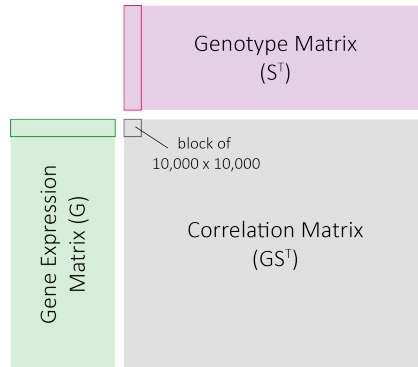 Genotype Matrix
(Sᵀ)
block of
10,000 x 10,000
Gene Expression
Matrix (G)
Correlation Matrix
(GSᵀ)